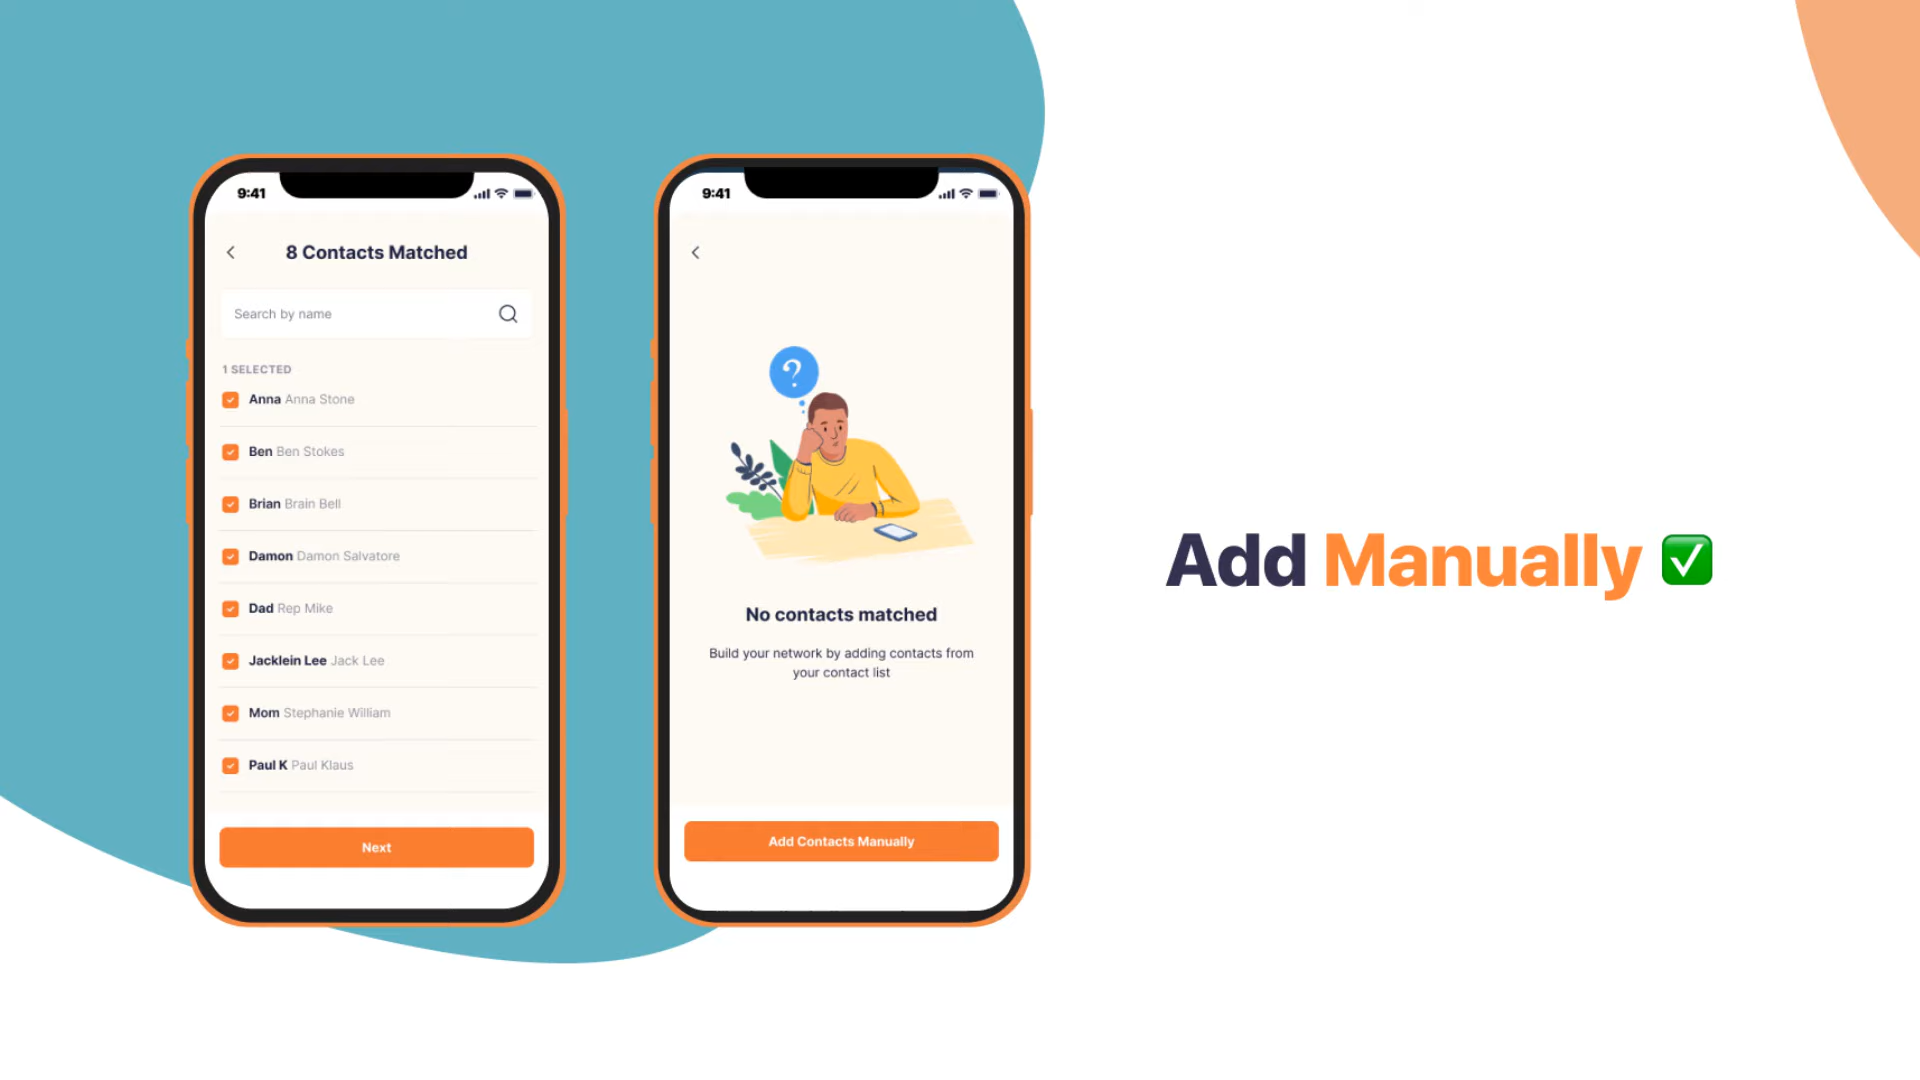 9:41
8 Contacts Matched
Search by name
1 SELECTED
Anna Anna Stone
Ben Ben Stokes
Brian Brain Bell
Damon Damon Salvatore
Dad Rep Mike
Jacklein Lee Jack Lee
Mom Stephanie William
Paul K Paul Klaus
Next
9:41
?
No contacts matched
Build your network by adding contacts from
your contact list
Add Contacts Manually
Add Manually ✅